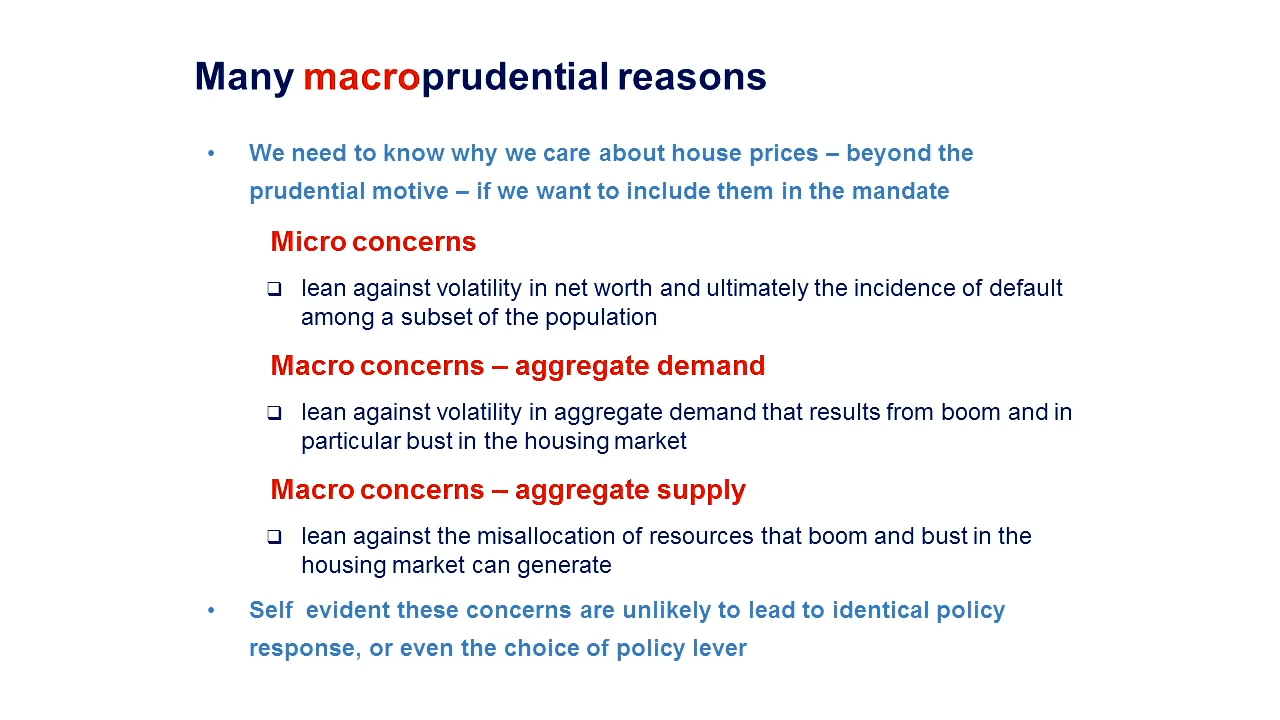 Many macroprudential reasons
• We need to know why we care about house prices – beyond the
prudential motive – if we want to include them in the mandate
Micro concerns
❑ lean against volatility in net worth and ultimately the incidence of default
among a subset of the population
Macro concerns – aggregate demand
❑ lean against volatility in aggregate demand that results from boom and in
particular bust in the housing market
Macro concerns – aggregate supply
❑ lean against the misallocation of resources that boom and bust in the
housing market can generate
• Self  evident these concerns are unlikely to lead to identical policy
response, or even the choice of policy lever